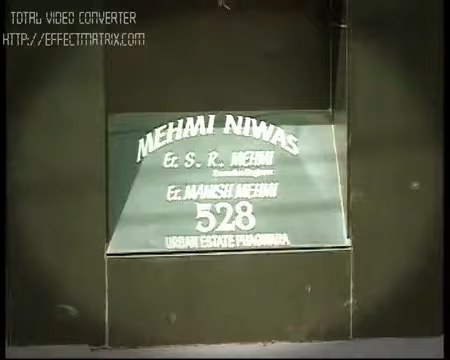 TOTAL VIDEO CONVERTER
HTTP://EFFECTMATRIX.COM
MEHMI NIWAS
Er. S. R. MEHMI
Er. MANISH MEHMI
528
URBAN ESTATE PHAGWARA